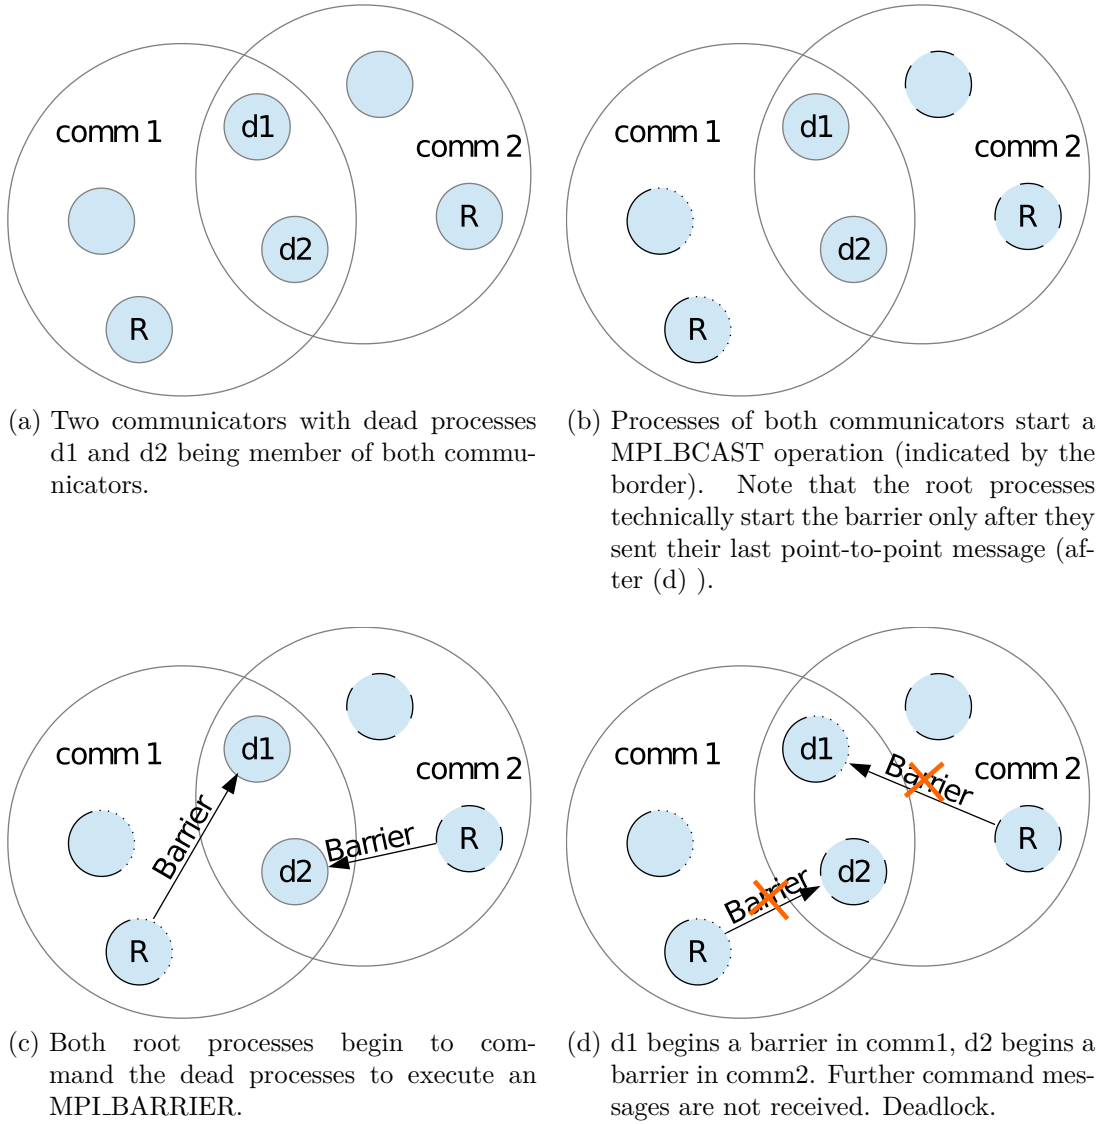 comm 1
d1
comm 2
R
d2
R
(a) Two communicators with dead processes
d1 and d2 being member of both commu-
nicators.
comm 1
d1
comm 2
R
d2
R
(b) Processes of both communicators start a
MPI_BCAST operation (indicated by the
border). Note that the root processes
technically start the barrier only after they
sent their last point-to-point message (af-
ter (d) ).
comm 1
d1
comm 2
Barrier
Barrier
R
d2
R
(c) Both root processes begin to com-
mand the dead processes to execute an
MPI_BARRIER.
comm 1
d1
comm 2
Barrier
R
d2
Barrier
R
(d) d1 begins a barrier in comm1, d2 begins a
barrier in comm2. Further command mes-
sages are not received. Deadlock.